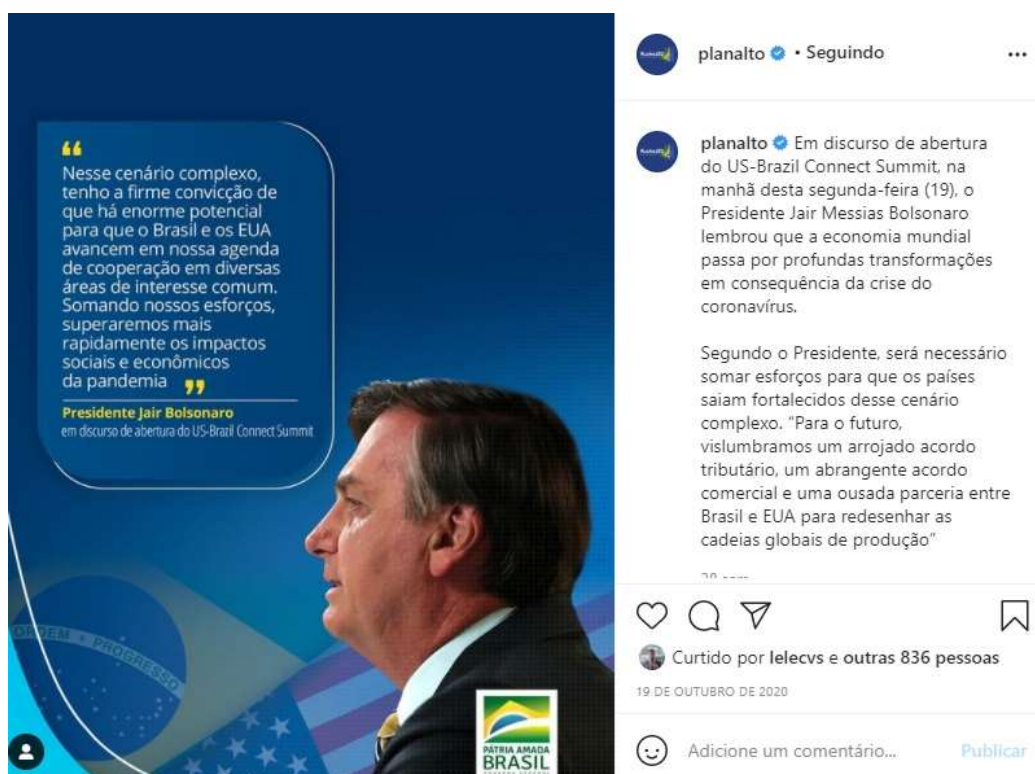 “
Nesse cenário complexo,
tenho a firme convicção de
que há enorme potencial
para que o Brasil e os EUA
avancem em nossa agenda
de cooperação em diversas
áreas de interesse comum.
Somando nossos esforços,
superaremos mais
rapidamente os impactos
sociais e econômicos
da pandemia ”
Presidente Jair Bolsonaro
em discurso de abertura do US-Brazil Connect Summit
ORDEM E PROGRESSO
PÁTRIA AMADA
BRASIL
planalto • Seguindo
planalto Em discurso de abertura
do US-Brazil Connect Summit, na
manhã desta segunda-feira (19), o
Presidente Jair Messias Bolsonaro
lembrou que a economia mundial
passa por profundas transformações
em consequência da crise do
coronavírus.
Segundo o Presidente, será necessário
somar esforços para que os países
saiam fortalecidos desse cenário
complexo. “Para o futuro,
vislumbramos um arrojado acordo
tributário, um abrangente acordo
comercial e uma ousada parceria entre
Brasil e EUA para redesenhar as
cadeias globais de produção”
Curtido por lelecvs e outras 836 pessoas
19 DE OUTUBRO DE 2020
Adicione um comentário...
Publicar